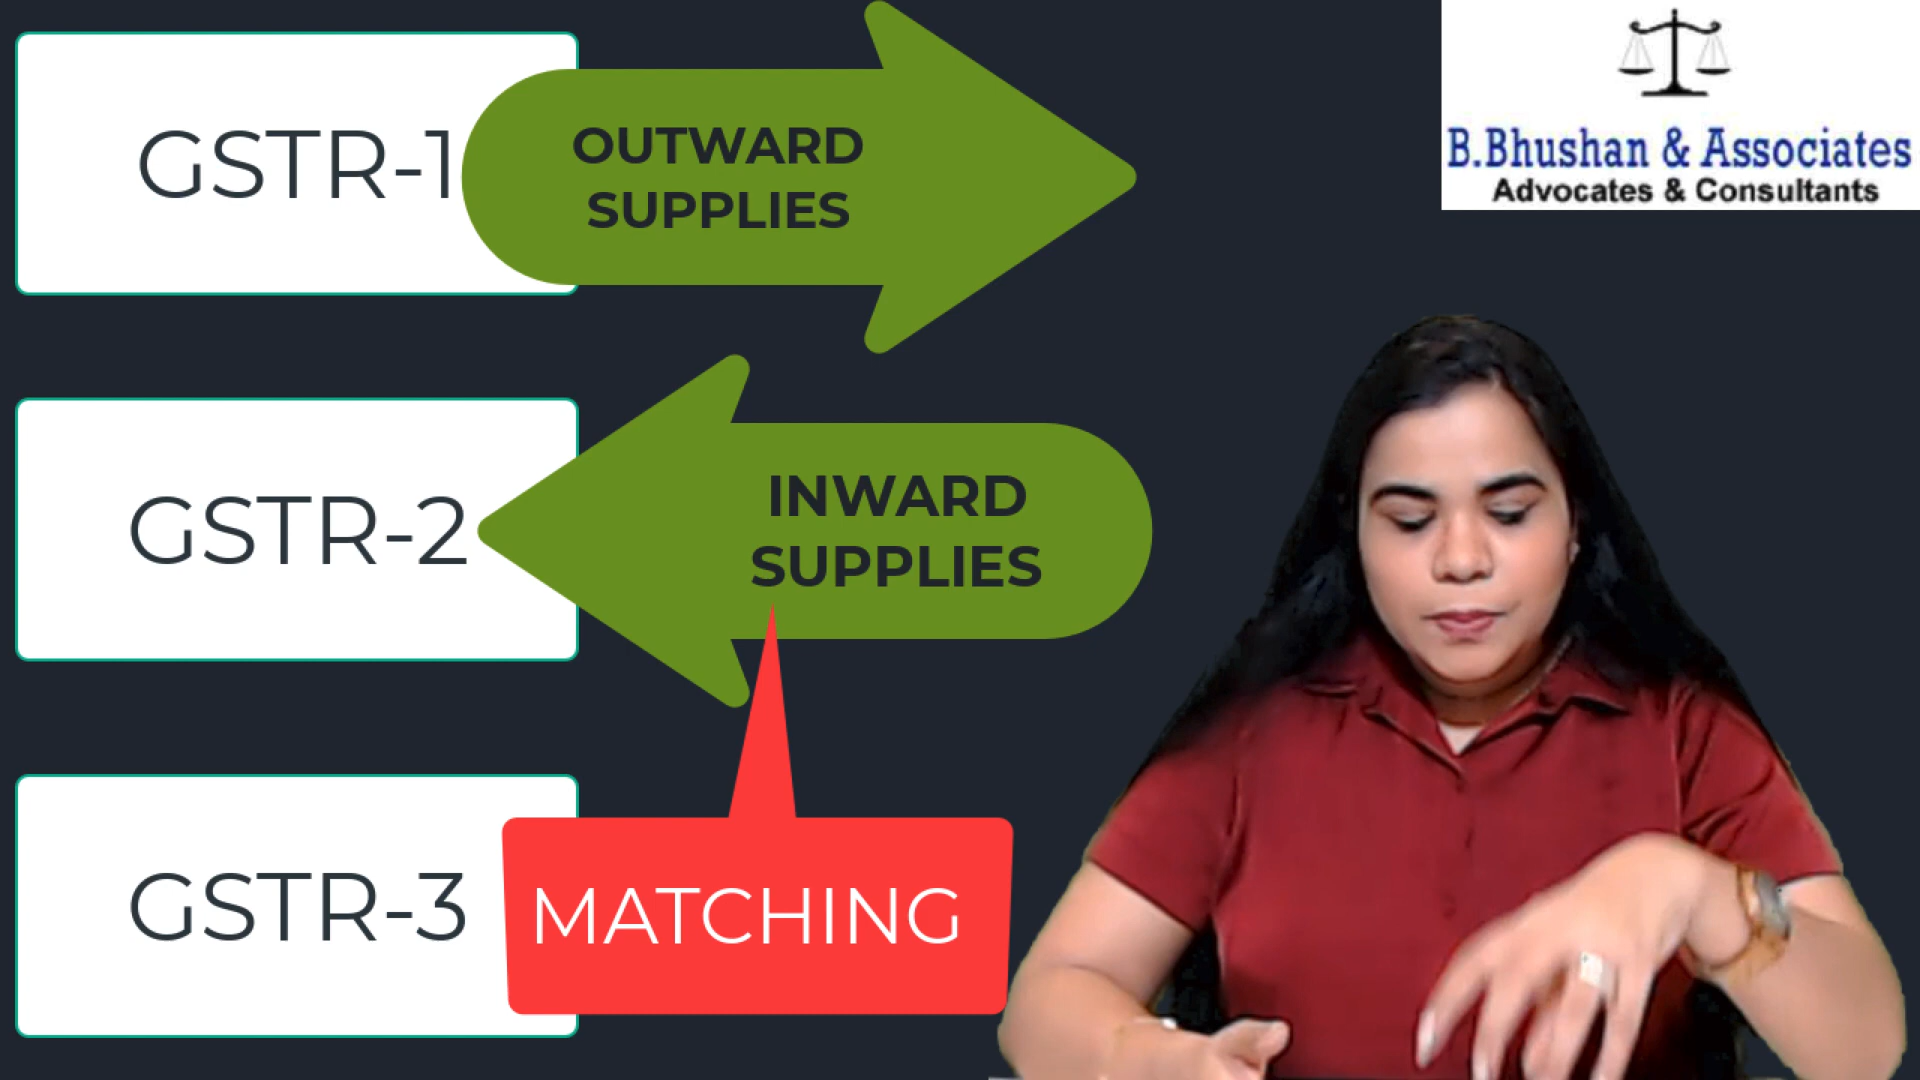 GSTR-1
OUTWARD
SUPPLIES
B.Bhushan & Associates
Advocates & Consultants
GSTR-2
INWARD
SUPPLIES
GSTR-3
MATCHING